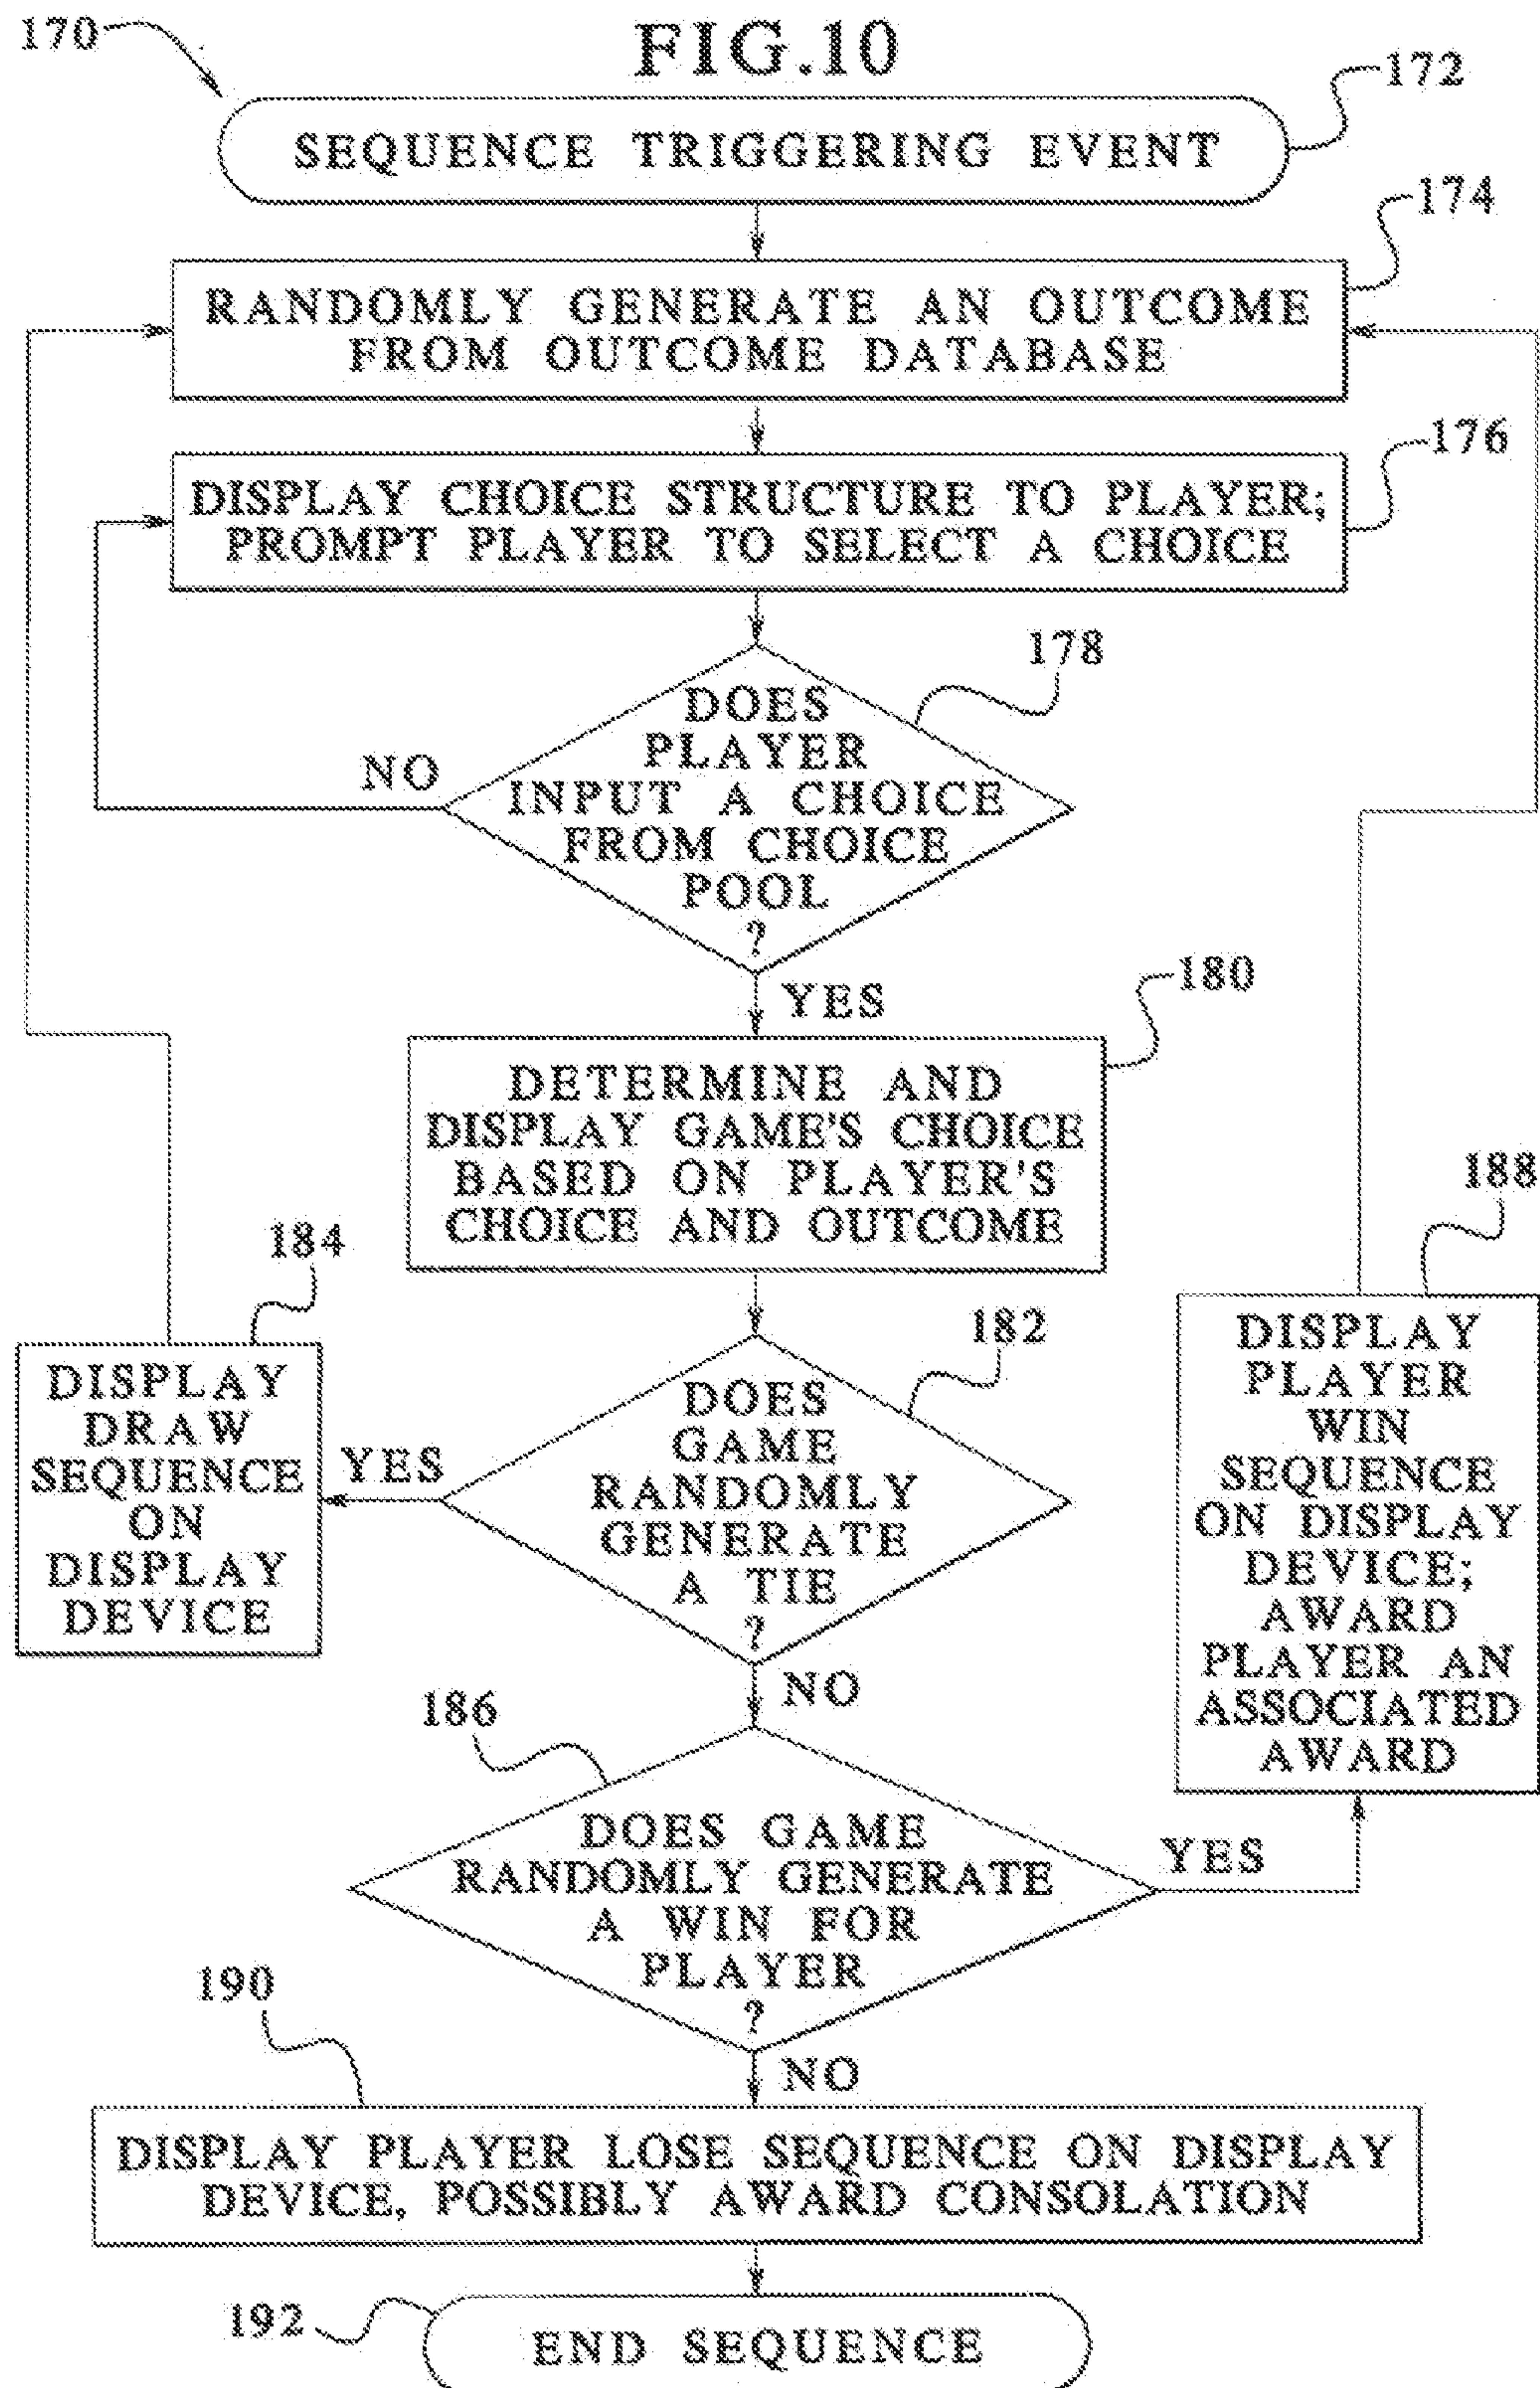 170
FIG.10
172
SEQUENCE TRIGGERING EVENT
174
RANDOMLY GENERATE AN OUTCOME
FROM OUTCOME DATABASE
176
DISPLAY CHOICE STRUCTURE TO PLAYER;
PROMPT PLAYER TO SELECT A CHOICE
178
DOES
PLAYER
INPUT A CHOICE
FROM CHOICE
POOL
?
NO
YES
180
DETERMINE AND
DISPLAY GAME'S CHOICE
BASED ON PLAYER'S
CHOICE AND OUTCOME
184
DISPLAY
DRAW
SEQUENCE
ON
DISPLAY
DEVICE
YES
182
DOES
GAME
RANDOMLY
GENERATE
A TIE
?
NO
188
DISPLAY
PLAYER
WIN
SEQUENCE
ON DISPLAY
DEVICE;
AWARD
PLAYER AN
ASSOCIATED
AWARD
186
DOES GAME
RANDOMLY GENERATE
A WIN FOR
PLAYER
?
YES
NO
190
DISPLAY PLAYER LOSE SEQUENCE ON DISPLAY
DEVICE, POSSIBLY AWARD CONSOLATION
192
END SEQUENCE